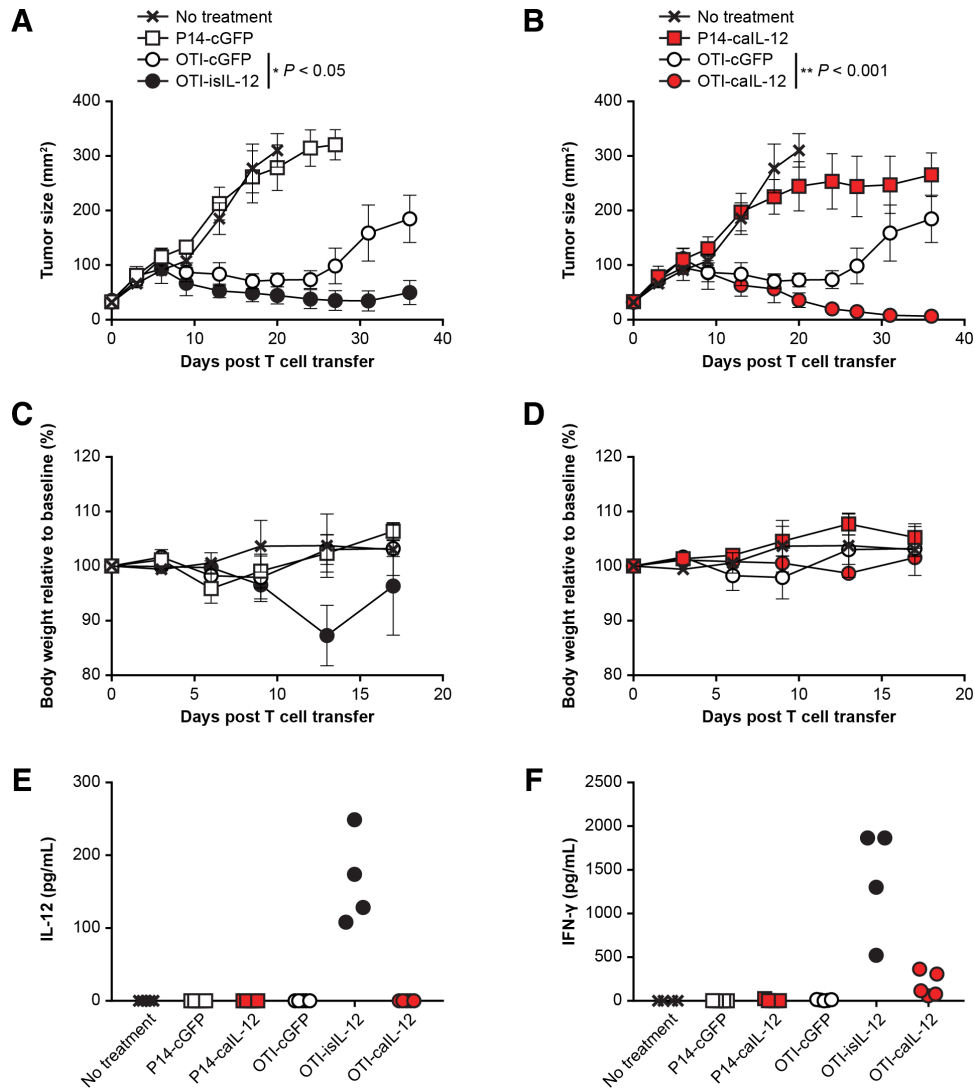 A
No treatment
P14-cGFP
OTI-cGFP
OTI-isIL-12
* P < 0.05
Tumor size (mm²)
400
300
200
100
0
0 10 20 30 40
Days post T cell transfer
B
No treatment
P14-caIL-12
OTI-cGFP
OTI-caIL-12
** P < 0.001
Tumor size (mm²)
400
300
200
100
0
0 10 20 30 40
Days post T cell transfer
C
Body weight relative to baseline (%)
120
110
100
90
80
0 5 10 15 20
Days post T cell transfer
D
Body weight relative to baseline (%)
120
110
100
90
80
0 5 10 15 20
Days post T cell transfer
E
IL-12 (pg/mL)
300
200
100
0
No treatment
P14-cGFP
P14-caIL-12
OTI-cGFP
OTI-isIL-12
OTI-caIL-12
F
IFN-γ (pg/mL)
2500
2000
1500
1000
500
0
No treatment
P14-cGFP
P14-caIL-12
OTI-cGFP
OTI-isIL-12
OTI-caIL-12